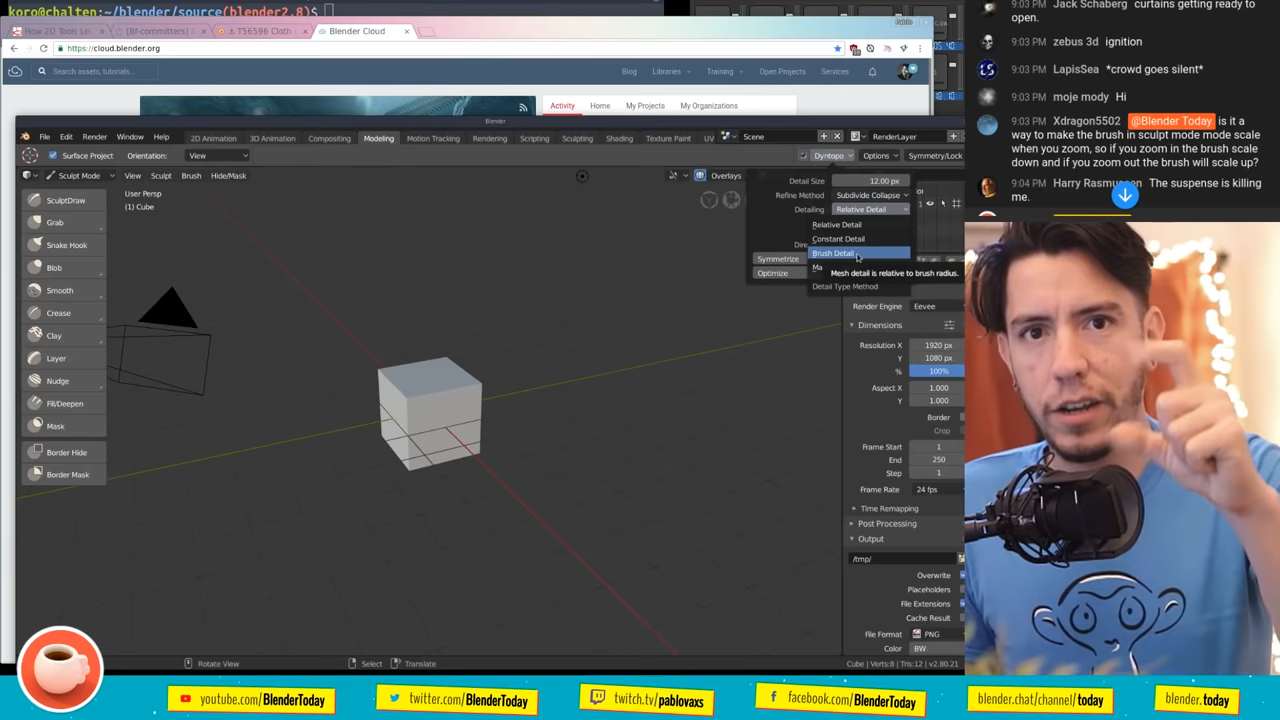 koro@chalten:~/blender/source(blender2.8)$
How 2D Tools Le
[Bf-committers]
T56596 Cloth
Blender Cloud
Pablo
https://cloud.blender.org
Search assets, tutorials...
Blog
Libraries
Training
Open Projects
Services
Activity
Home
My Projects
My Organizations
Blender
File
Edit
Render
Window
Help
2D Animation
3D Animation
Compositing
Modeling
Motion Tracking
Rendering
Scripting
Sculpting
Shading
Texture Paint
UV
Scene
RenderLayer
Surface Project
Orientation:
View
Dyntopo
Options
Symmetry/Lock
Sculpt Mode
View
Sculpt
Brush
Hide/Mask
Overlays
User Persp
(1) Cube
SculptDraw
Grab
Snake Hook
Blob
Smooth
Crease
Clay
Layer
Nudge
Fill/Deepen
Mask
Border Hide
Border Mask
Detail Size
12.00 px
Refine Method
Subdivide Collapse
Detailing
Relative Detail
Relative Detail
Constant Detail
Dire
Brush Detail
Symmetrize
Ma
Mesh detail is relative to brush radius.
Optimize
Detail Type Method
Render Engine
Eevee
Dimensions
Resolution X
1920 px
Y
1080 px
%
100%
Aspect X
1.000
Y
1.000
Border
Crop
Frame Start
1
End
250
Step
1
Frame Rate
24 fps
Time Remapping
Post Processing
Output
/tmp/
Overwrite
Placeholders
File Extensions
Cache Result
File Format
PNG
Color
BW
Rotate View
Select
Translate
Cube | Verts:8 | Tris:12 | v2.80.21
9:03 PM Jack Schaberg curtains getting ready to
open.
9:03 PM zebus 3d ignition
9:03 PM LapisSea *crowd goes silent*
9:03 PM moje mody Hi
9:03 PM Xdragon5502 @Blender Today is it a
way to make the brush in sculpt mode mode scale
when you zoom, so if you zoom in the brush scale
down and if you zoom out the brush will scale up?
9:04 PM Harry Rasmussen The suspense is killing
me.
youtube.com/BlenderToday
twitter.com/BlenderToday
twitch.tv/pablovaxs
facebook.com/BlenderToday
blender.chat/channel/today
blender.today